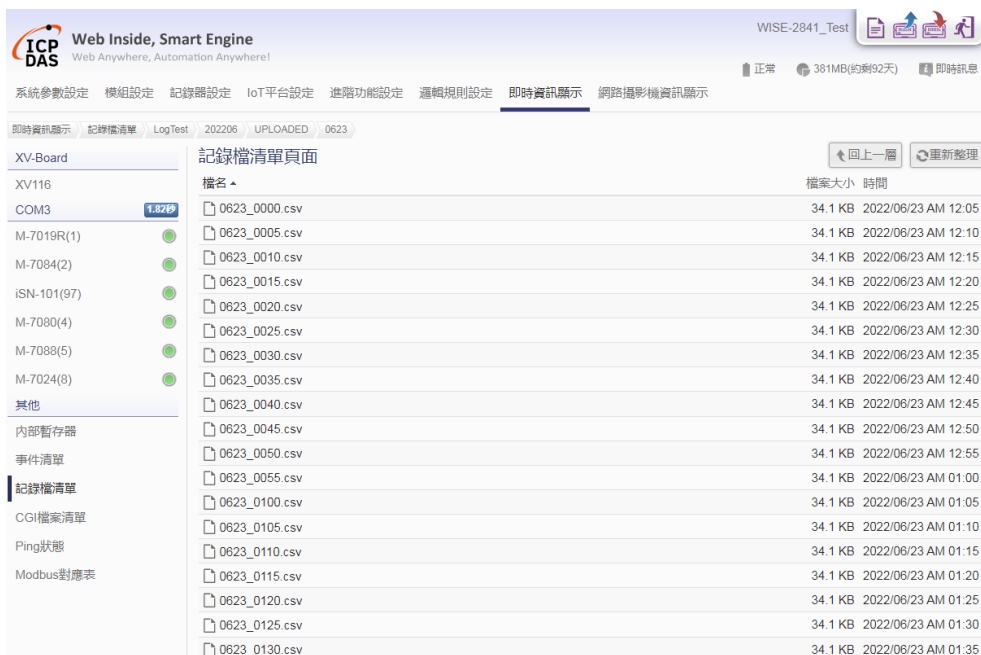 ICP DAS
Web Inside, Smart Engine
Web Anywhere, Automation Anywhere!
WISE-2841_Test
正常 381MB(約剩92天) 即時訊息
系統參數設定 模組設定 記錄器設定 IoT平台設定 進階功能設定 邏輯規則設定 即時資訊顯示 網路攝影機資訊顯示
即時資訊顯示 記錄檔清單 LogTest 202206 UPLOADED 0623
XV-Board
XV116
COM3 1.82秒
M-7019R(1)
M-7084(2)
iSN-101(97)
M-7080(4)
M-7088(5)
M-7024(8)
其他
內部暫存器
事件清單
記錄檔清單
CGI檔案清單
Ping狀態
Modbus對應表
記錄檔清單頁面
回上一層 重新整理
檔名 檔案大小 時間
0623_0000.csv 34.1 KB 2022/06/23 AM 12:05
0623_0005.csv 34.1 KB 2022/06/23 AM 12:10
0623_0010.csv 34.1 KB 2022/06/23 AM 12:15
0623_0015.csv 34.1 KB 2022/06/23 AM 12:20
0623_0020.csv 34.1 KB 2022/06/23 AM 12:25
0623_0025.csv 34.1 KB 2022/06/23 AM 12:30
0623_0030.csv 34.1 KB 2022/06/23 AM 12:35
0623_0035.csv 34.1 KB 2022/06/23 AM 12:40
0623_0040.csv 34.1 KB 2022/06/23 AM 12:45
0623_0045.csv 34.1 KB 2022/06/23 AM 12:50
0623_0050.csv 34.1 KB 2022/06/23 AM 12:55
0623_0055.csv 34.1 KB 2022/06/23 AM 01:00
0623_0100.csv 34.1 KB 2022/06/23 AM 01:05
0623_0105.csv 34.1 KB 2022/06/23 AM 01:10
0623_0110.csv 34.1 KB 2022/06/23 AM 01:15
0623_0115.csv 34.1 KB 2022/06/23 AM 01:20
0623_0120.csv 34.1 KB 2022/06/23 AM 01:25
0623_0125.csv 34.1 KB 2022/06/23 AM 01:30
0623_0130.csv 34.1 KB 2022/06/23 AM 01:35